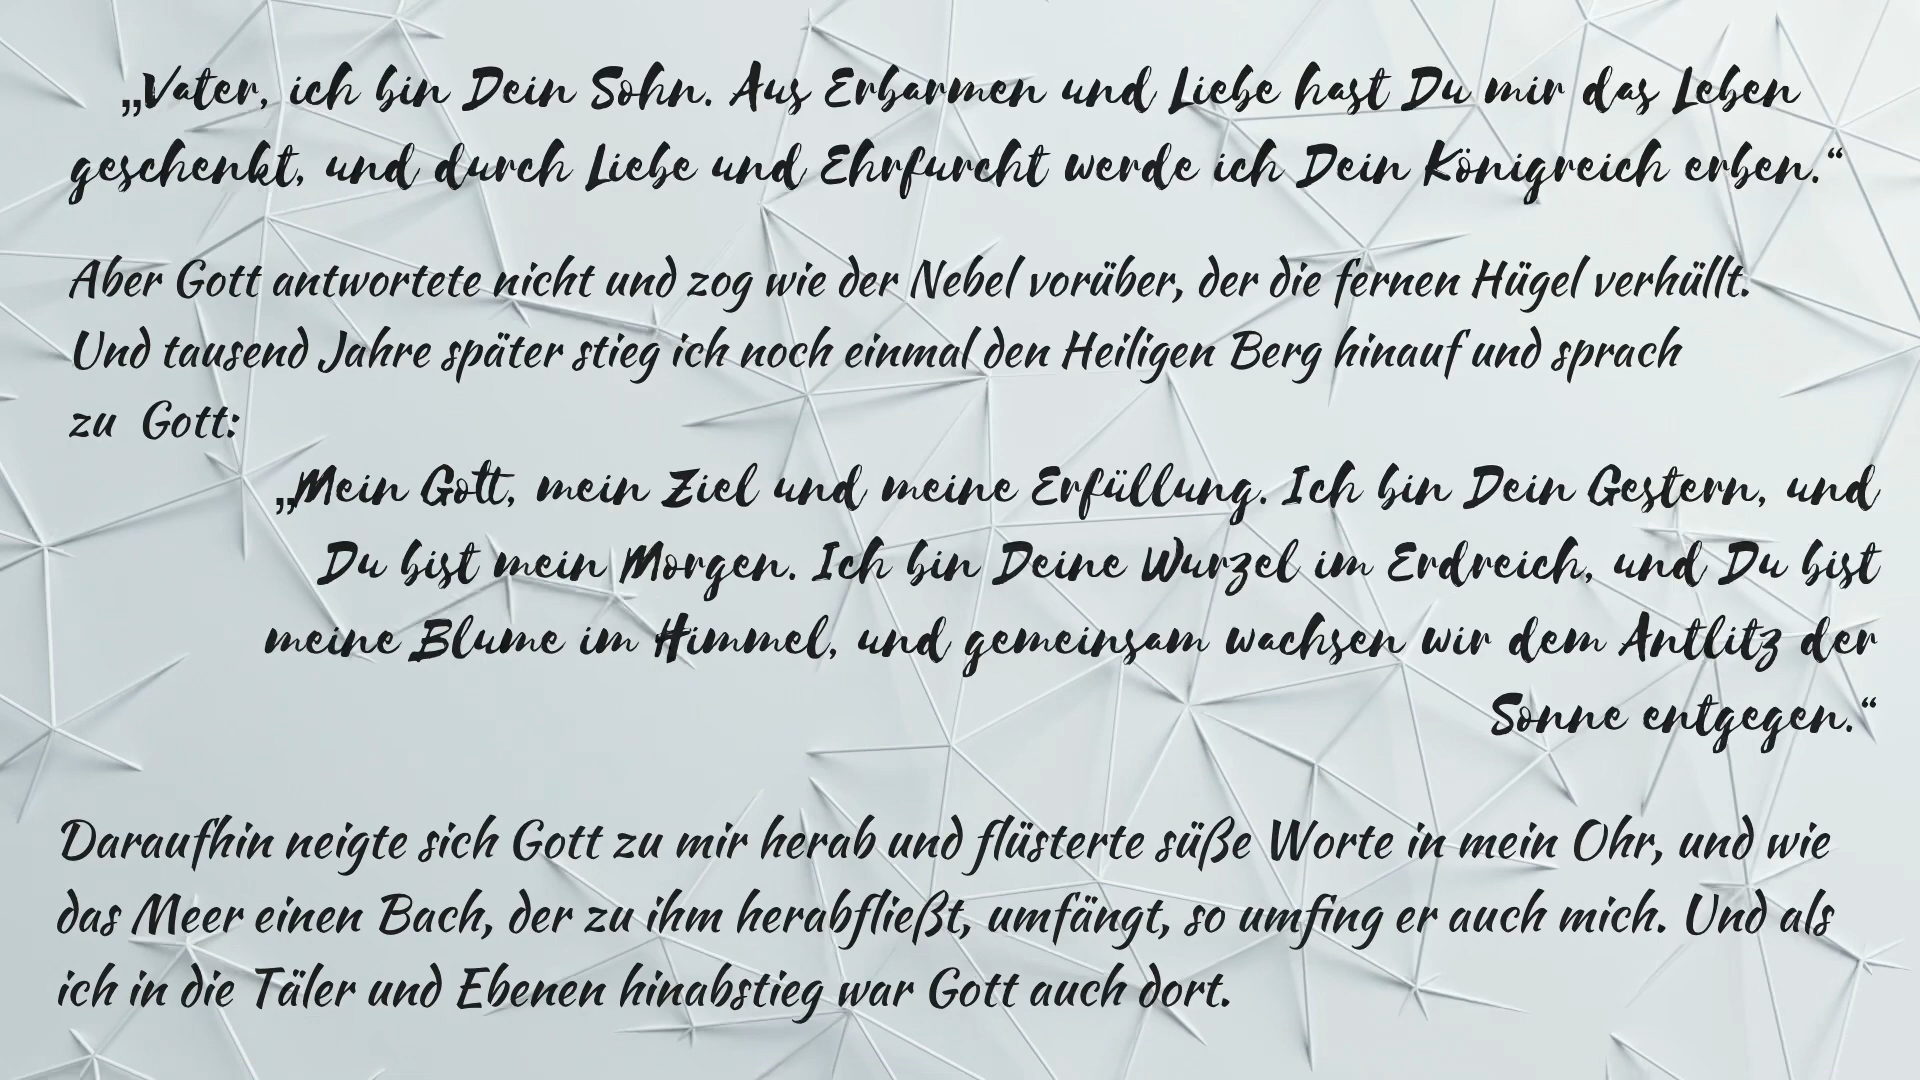 „Vater, ich bin Dein Sohn. Aus Erbarmen und Liebe hast Du mir das Leben
geschenkt, und durch Liebe und Ehrfurcht werde ich Dein Königreich erben.“
Aber Gott antwortete nicht und zog wie der Nebel vorüber, der die fernen Hügel verhüllt.
Und tausend Jahre später stieg ich noch einmal den Heiligen Berg hinauf und sprach
zu Gott:
„Mein Gott, mein Ziel und meine Erfüllung. Ich bin Dein Gestern, und
Du bist mein Morgen. Ich bin Deine Wurzel im Erdreich, und Du bist
meine Blume im Himmel, und gemeinsam wachsen wir dem Antlitz der
Sonne entgegen.“
Daraufhin neigte sich Gott zu mir herab und flüsterte süße Worte in mein Ohr, und wie
das Meer einen Bach, der zu ihm herabfließt, umfängt, so umfing er auch mich. Und als
ich in die Täler und Ebenen hinabstieg war Gott auch dort.